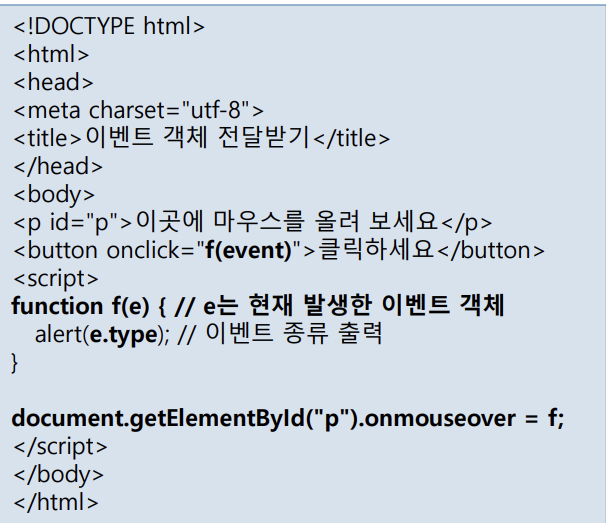 <!DOCTYPE html>
<html>
<head>
<meta charset="utf-8">
<title>이벤트 객체 전달받기</title>
</head>
<body>
<p id="p">이곳에 마우스를 올려 보세요</p>
<button onclick="f(event)">클릭하세요</button>
<script>
function f(e) { // e는 현재 발생한 이벤트 객체
alert(e.type); // 이벤트 종류 출력
}
document.getElementById("p").onmouseover = f;
</script>
</body>
</html>